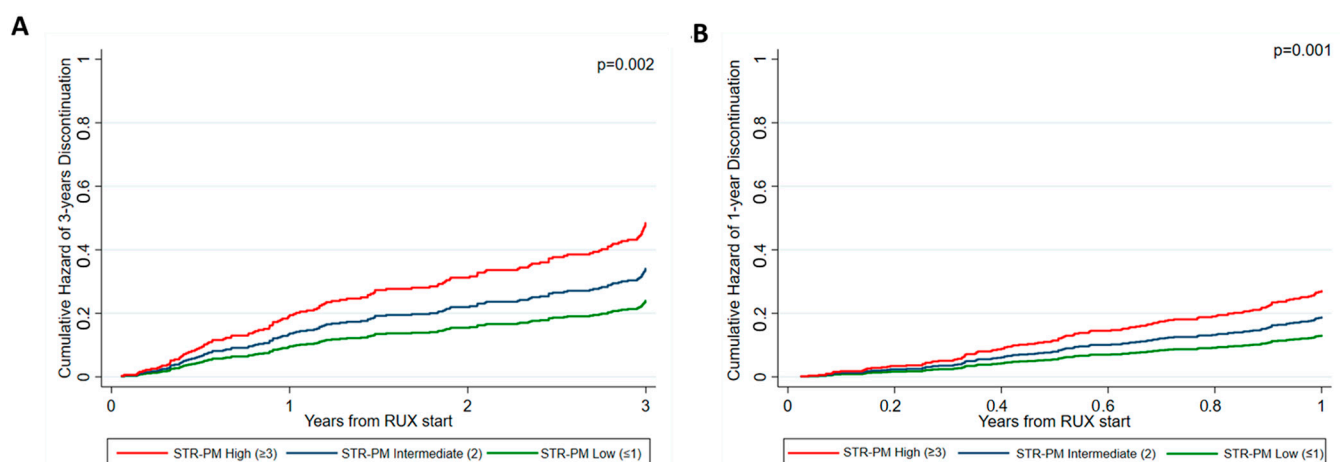 A
p=0.002
Cumulative Hazard of 3-years Discontinuation
1
0.8
0.6
0.4
0.2
0
0 1 2 3
Years from RUX start
STR-PM High (≥3) STR-PM Intermediate (2) STR-PM Low (≤1)
B
p=0.001
Cumulative Hazard of 1-year Discontinuation
1
0.8
0.6
0.4
0.2
0
0 0.2 0.4 0.6 0.8 1
Years from RUX start
STR-PM High (≥3) STR-PM Intermediate (2) STR-PM Low (≤1)